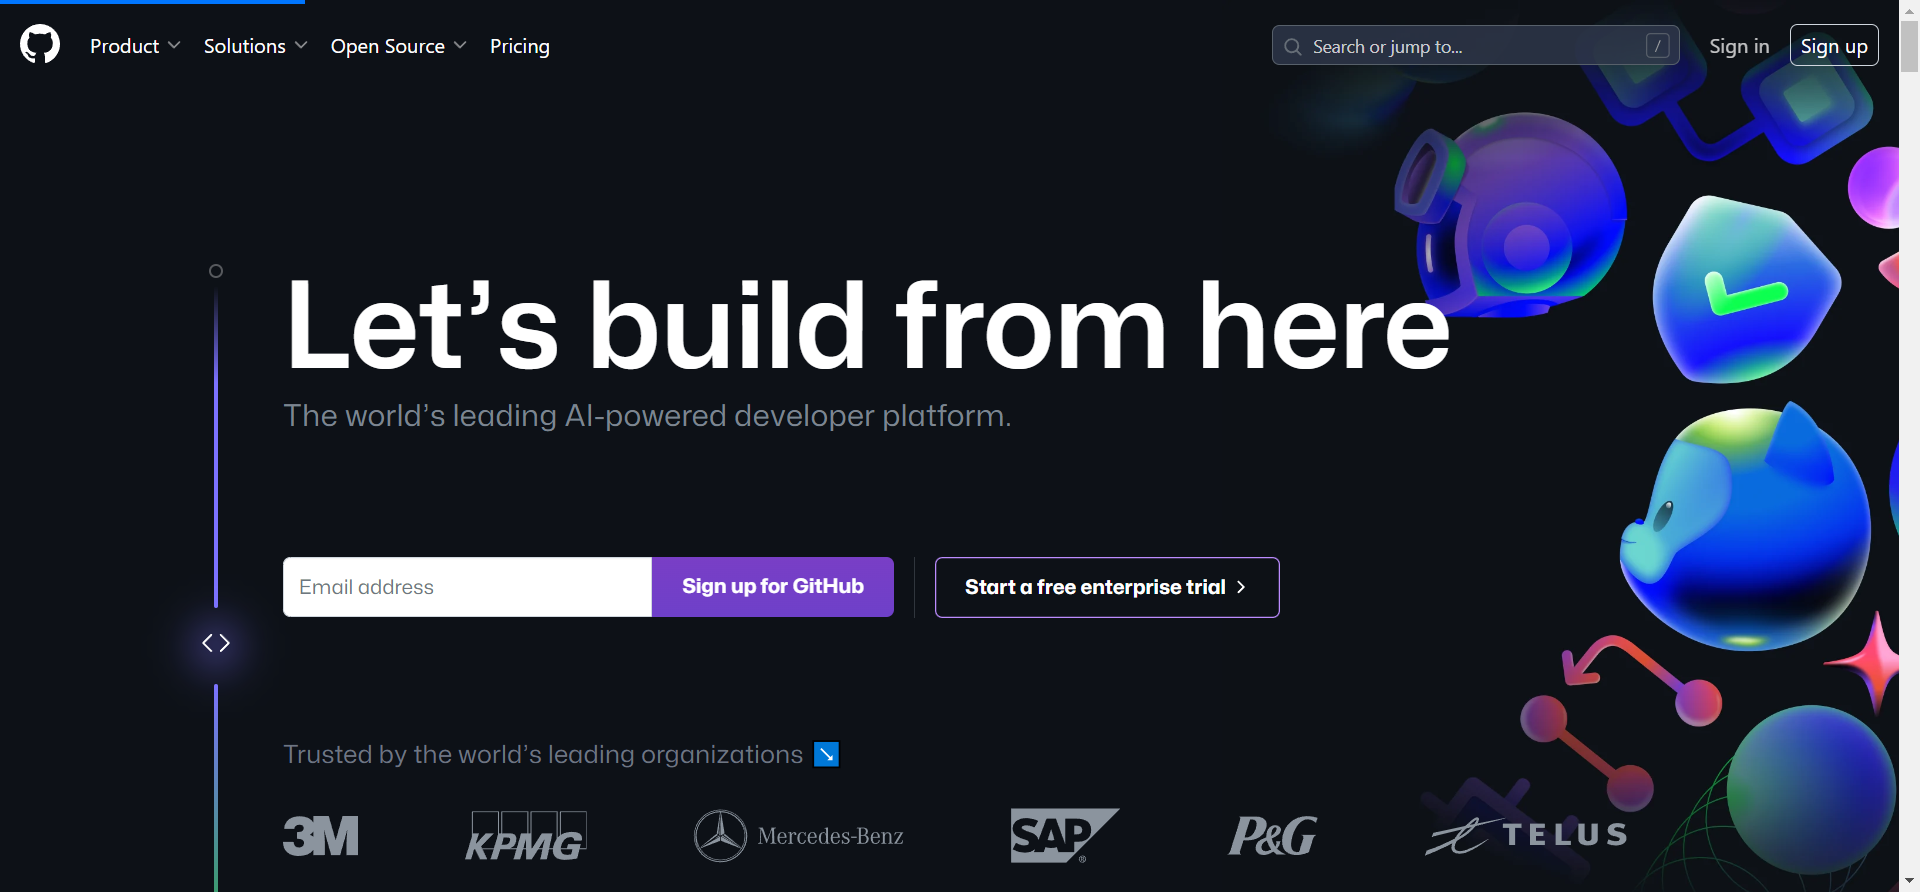 Product
Solutions
Open Source
Pricing
Search or jump to...
/
Sign in
Sign up
Let’s build from here
The world’s leading AI-powered developer platform.
Email address
Sign up for GitHub
Start a free enterprise trial
Trusted by the world’s leading organizations
3M
KPMG
Mercedes-Benz
SAP®
P&G
TELUS